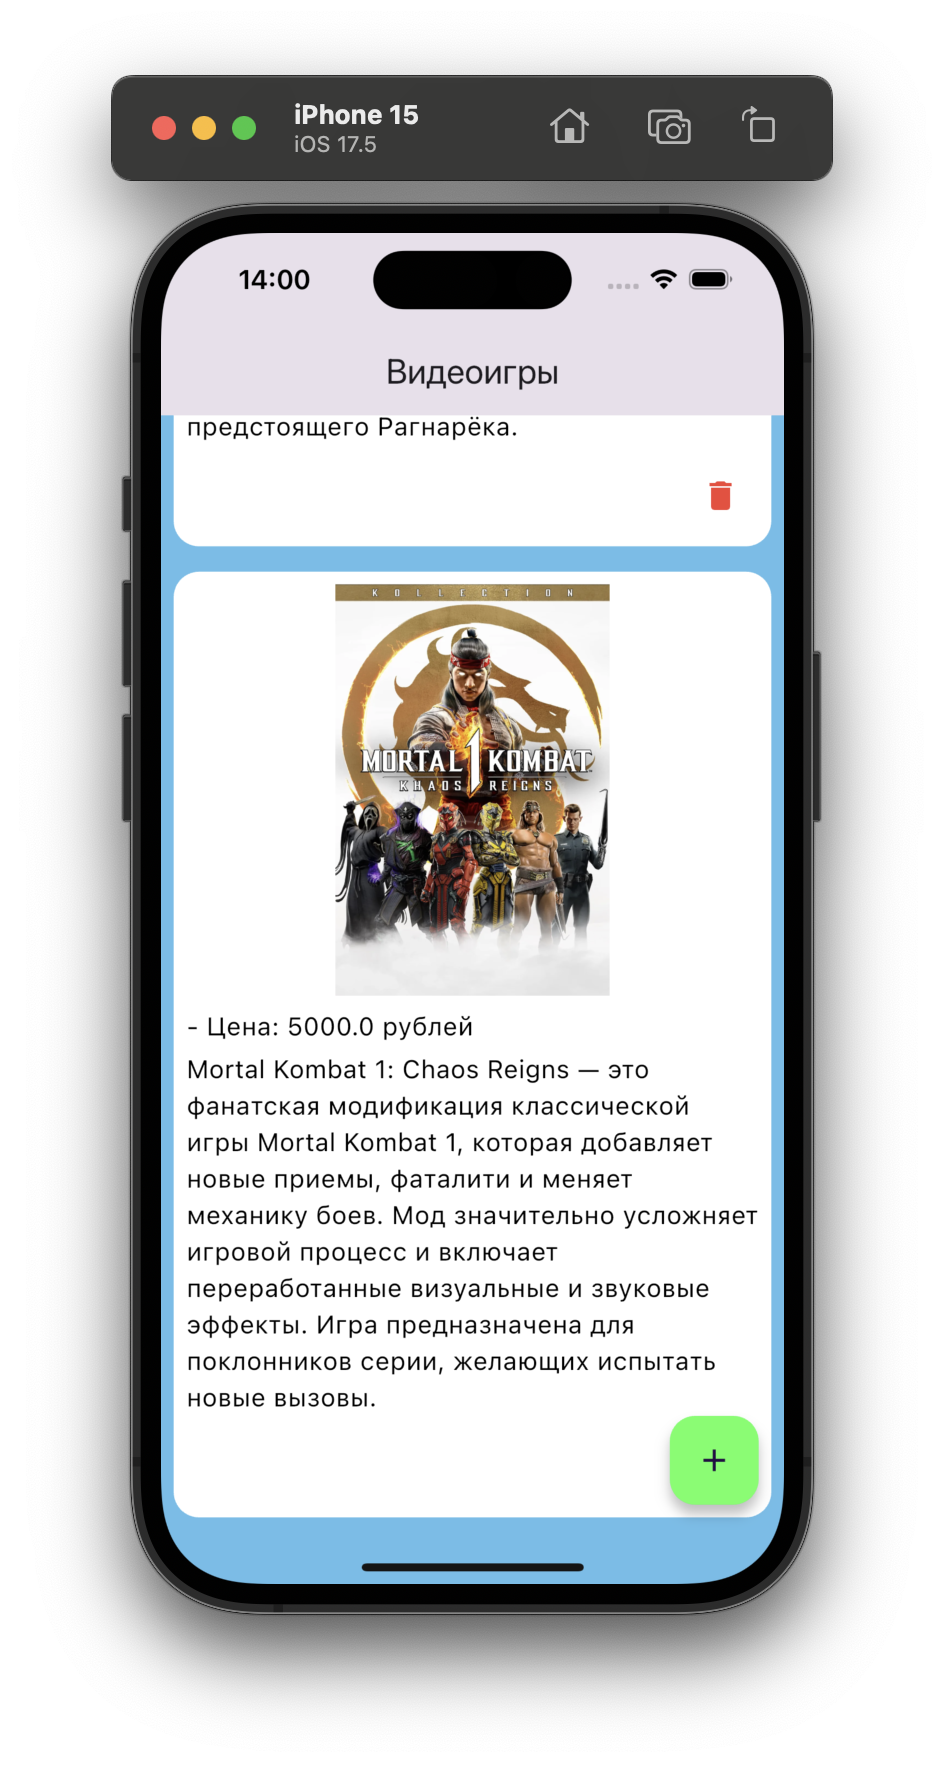 iPhone 15
iOS 17.5
14:00
Видеоигры
предстоящего Рагнарёка.
KOLLECTION
MORTAL 1 KOMBAT
KHAOS REIGNS
- Цена: 5000.0 рублей
Mortal Kombat 1: Chaos Reigns — это
фанатская модификация классической
игры Mortal Kombat 1, которая добавляет
новые приемы, фаталити и меняет
механику боев. Мод значительно усложняет
игровой процесс и включает
переработанные визуальные и звуковые
эффекты. Игра предназначена для
поклонников серии, желающих испытать
новые вызовы.